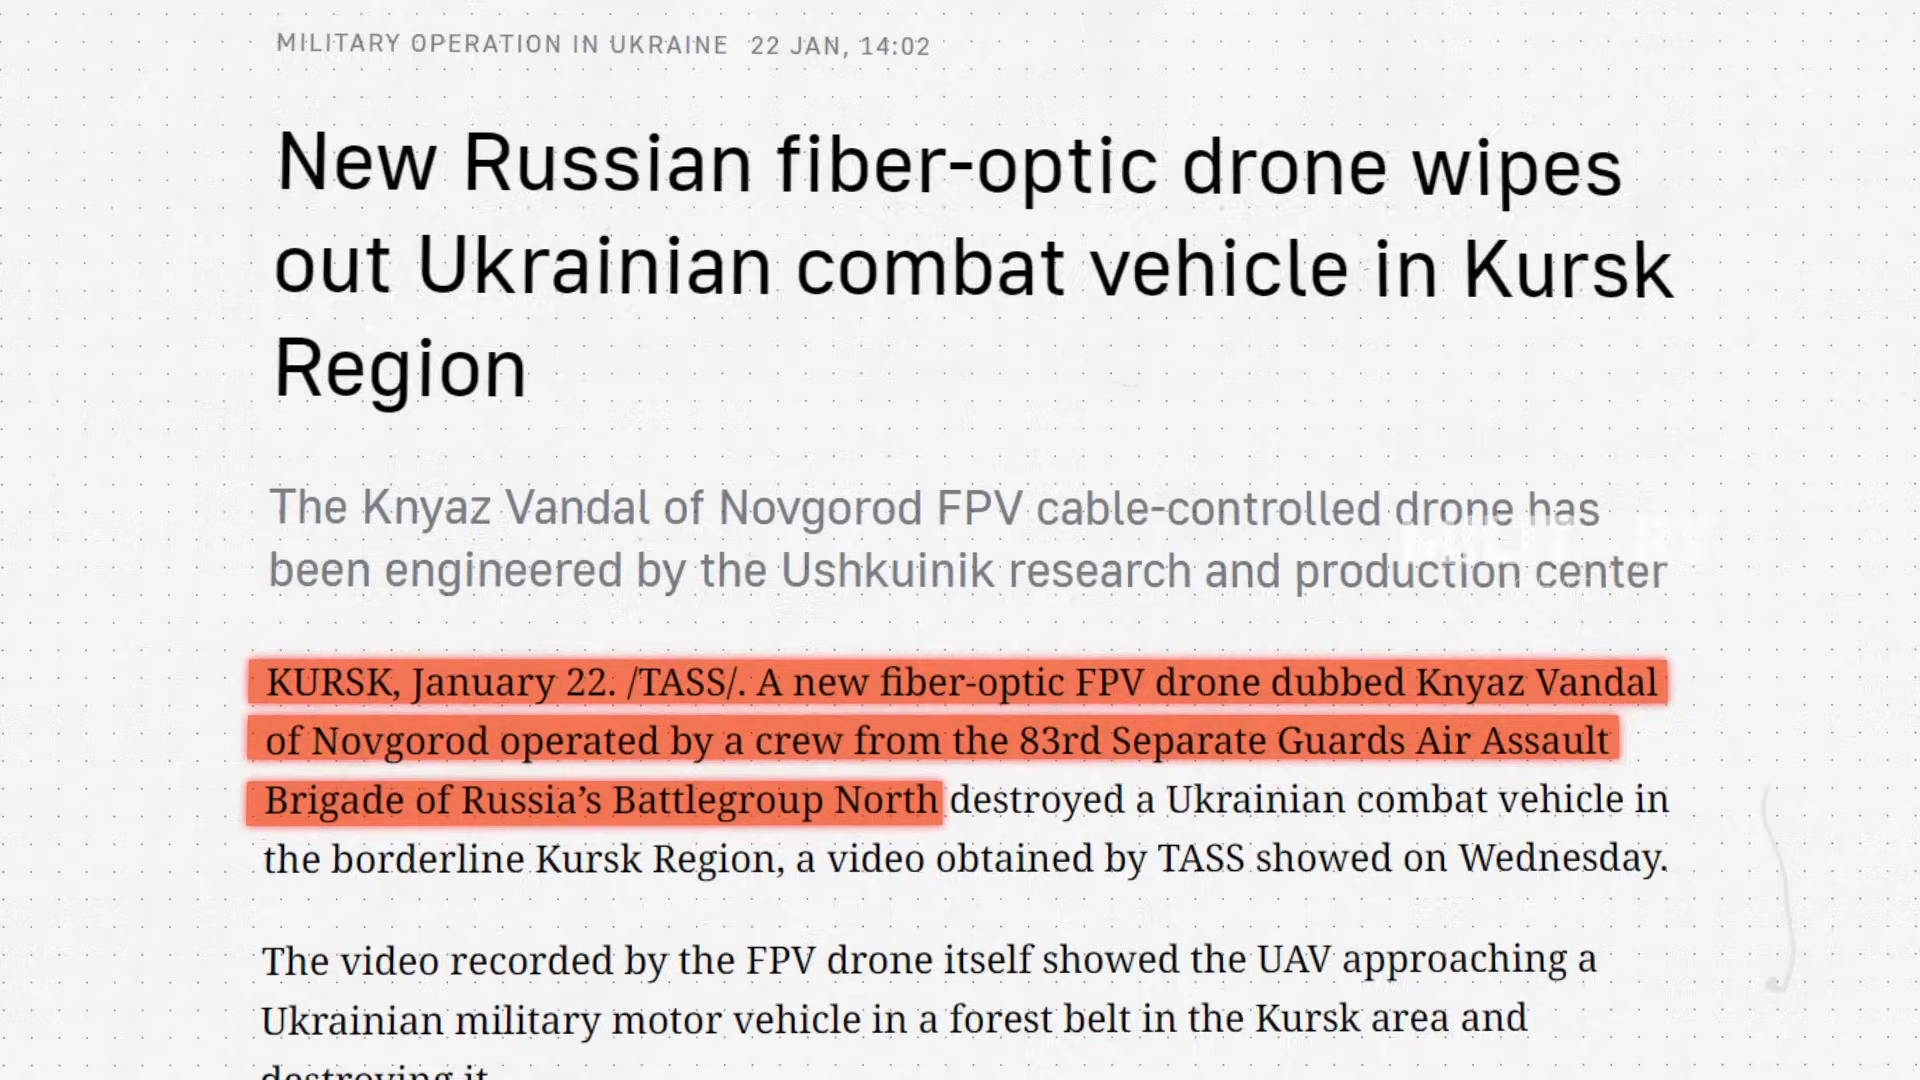 MILITARY OPERATION IN UKRAINE 22 JAN, 14:02
New Russian fiber-optic drone wipes
out Ukrainian combat vehicle in Kursk
Region
The Knyaz Vandal of Novgorod FPV cable-controlled drone has
been engineered by the Ushkuinik research and production center
KURSK, January 22. /TASS/. A new fiber-optic FPV drone dubbed Knyaz Vandal
of Novgorod operated by a crew from the 83rd Separate Guards Air Assault
Brigade of Russia’s Battlegroup North destroyed a Ukrainian combat vehicle in
the borderline Kursk Region, a video obtained by TASS showed on Wednesday.
The video recorded by the FPV drone itself showed the UAV approaching a
Ukrainian military motor vehicle in a forest belt in the Kursk area and
destroying it.